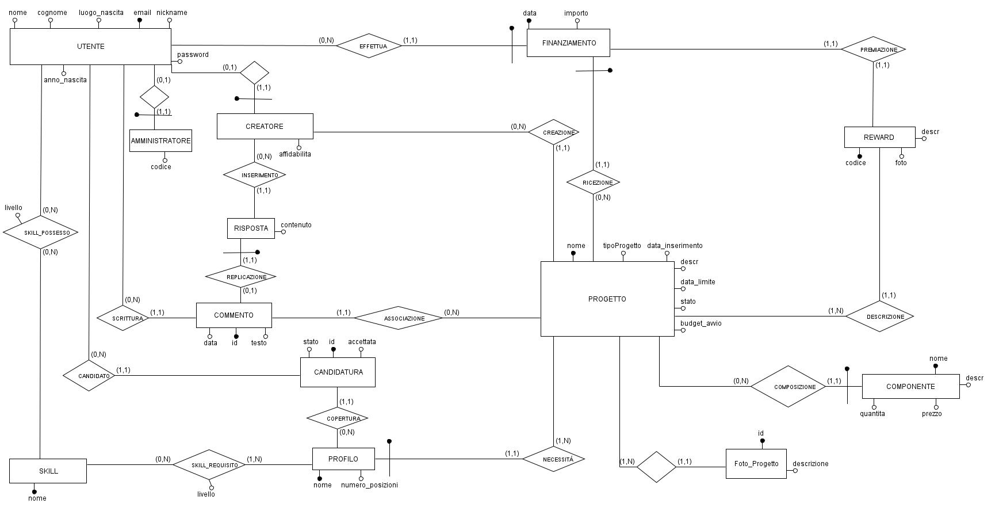 nome cognome luogo_nascita email nickname
data importo
UTENTE
(0,N) EFFETTUA (1,1)
FINANZIAMENTO
(1,1) PREMIAZIONE
(1,1)
password
anno_nascita
(0,1)
(0,1)
(1,1)
(1,1)
CREATORE
affidabilita
AMMINISTRATORE
codice
(0,N) CREAZIONE
(1,1)
REWARD
descr
codice foto
(0,N)
INSERIMENTO
(1,1)
(1,1)
RICEZIONE
(0,N)
livello
(0,N)
SKILL_POSSESSO
(0,N)
RISPOSTA
contenuto
(1,1)
REPLICAZIONE
(0,1)
nome tipoProgetto data_inserimento
descr
data_limite
stato
budget_avvio
PROGETTO
(0,N)
SCRITTURA (1,1)
COMMENTO
data id testo
(1,1) ASSOCIAZIONE (0,N)
(1,1)
(1,N) DESCRIZIONE
stato id accettata
(0,N)
CANDIDATO (1,1)
CANDIDATURA
(1,1)
COPERTURA
(0,N)
nome
descr
(0,N) COMPOSIZIONE (1,1)
COMPONENTE
quantita prezzo
(1,N)
(1,1) NECESSITÁ
id
(1,N) (1,1)
Foto_Progetto
descrizione
SKILL
nome
(0,N) SKILL_REQUISITO (1,N)
livello
PROFILO
nome numero_posizioni